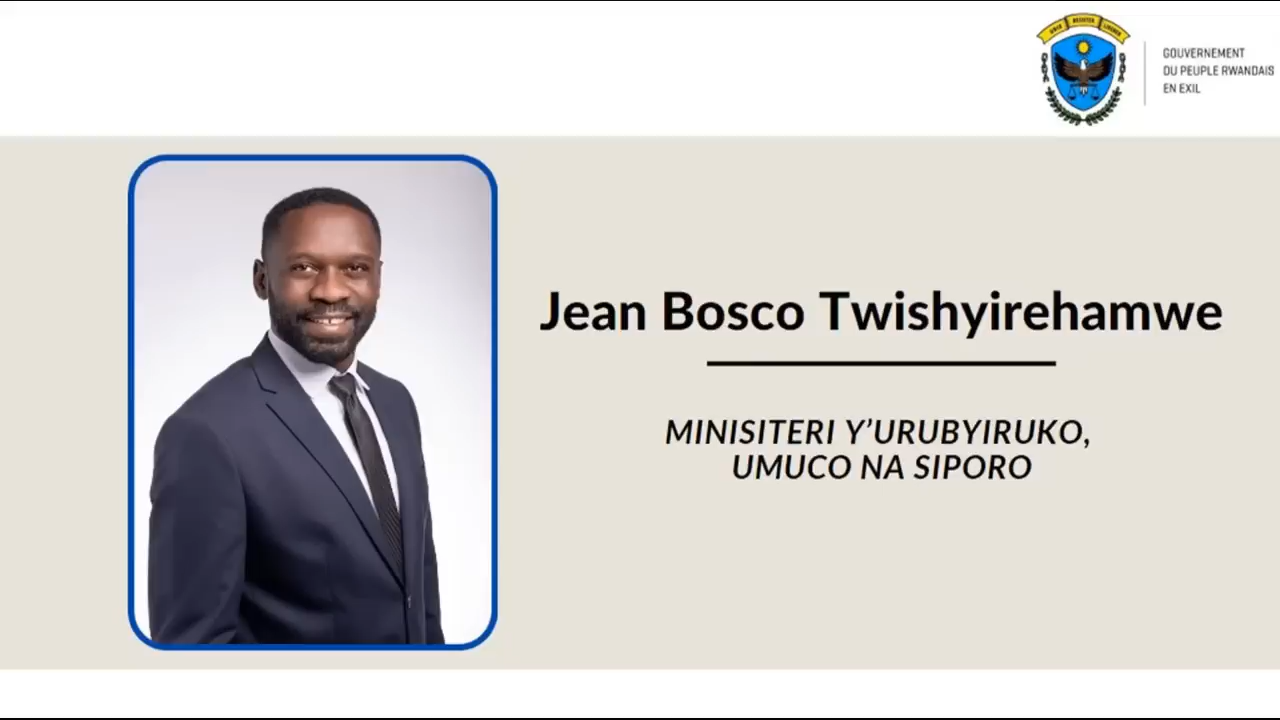 GOUVERNEMENT
DU PEUPLE RWANDAIS
EN EXIL
Jean Bosco Twishyirehamwe
MINISITERI Y'URUBYIRUKO,
UMUCO NA SIPORO